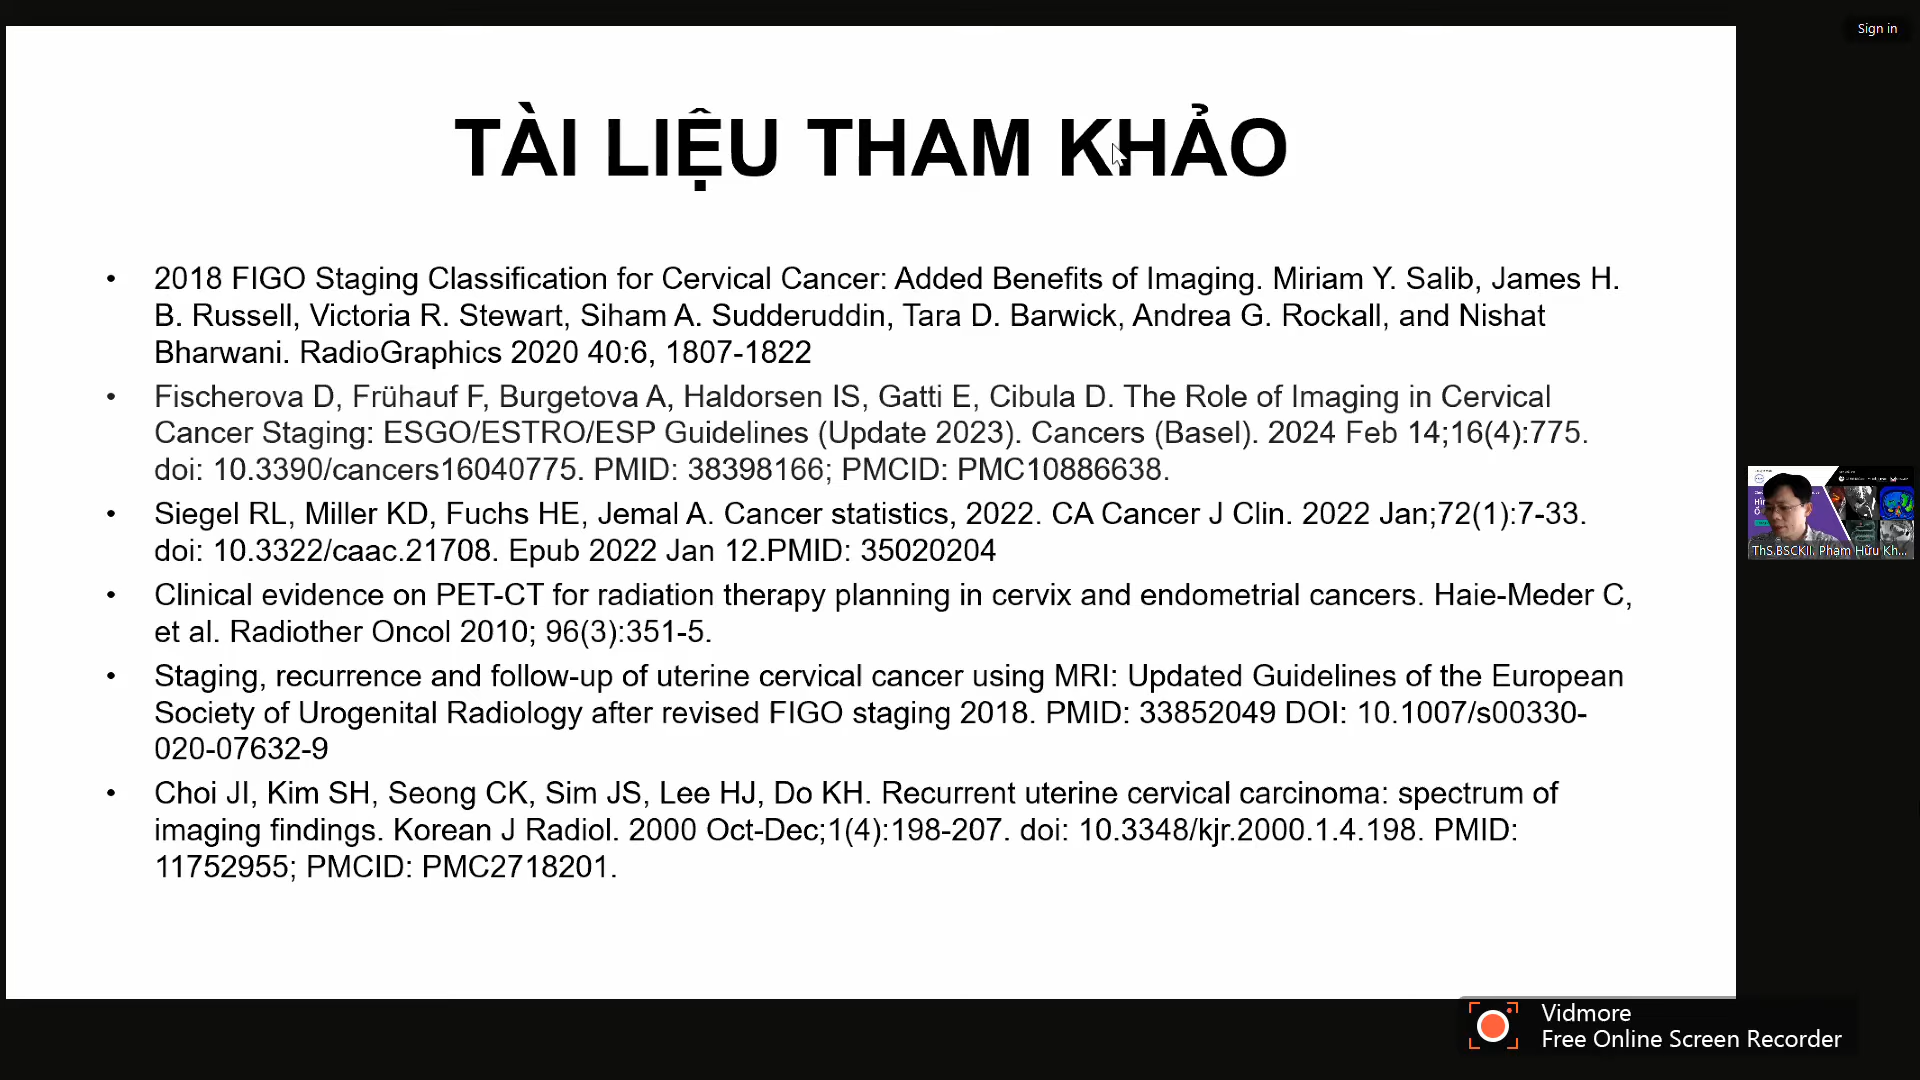 Sign in
TÀI LIỆU THAM KHẢO
• 2018 FIGO Staging Classification for Cervical Cancer: Added Benefits of Imaging. Miriam Y. Salib, James H.
B. Russell, Victoria R. Stewart, Siham A. Sudderuddin, Tara D. Barwick, Andrea G. Rockall, and Nishat
Bharwani. RadioGraphics 2020 40:6, 1807-1822
• Fischerova D, Frühauf F, Burgetova A, Haldorsen IS, Gatti E, Cibula D. The Role of Imaging in Cervical
Cancer Staging: ESGO/ESTRO/ESP Guidelines (Update 2023). Cancers (Basel). 2024 Feb 14;16(4):775.
doi: 10.3390/cancers16040775. PMID: 38398166; PMCID: PMC10886638.
• Siegel RL, Miller KD, Fuchs HE, Jemal A. Cancer statistics, 2022. CA Cancer J Clin. 2022 Jan;72(1):7-33.
doi: 10.3322/caac.21708. Epub 2022 Jan 12.PMID: 35020204
• Clinical evidence on PET-CT for radiation therapy planning in cervix and endometrial cancers. Haie-Meder C,
et al. Radiother Oncol 2010; 96(3):351-5.
• Staging, recurrence and follow-up of uterine cervical cancer using MRI: Updated Guidelines of the European
Society of Urogenital Radiology after revised FIGO staging 2018. PMID: 33852049 DOI: 10.1007/s00330-
020-07632-9
• Choi JI, Kim SH, Seong CK, Sim JS, Lee HJ, Do KH. Recurrent uterine cervical carcinoma: spectrum of
imaging findings. Korean J Radiol. 2000 Oct-Dec;1(4):198-207. doi: 10.3348/kjr.2000.1.4.198. PMID:
11752955; PMCID: PMC2718201.
ThS.BSCKII. Phạm Hữu Kh...
Vidmore
Free Online Screen Recorder